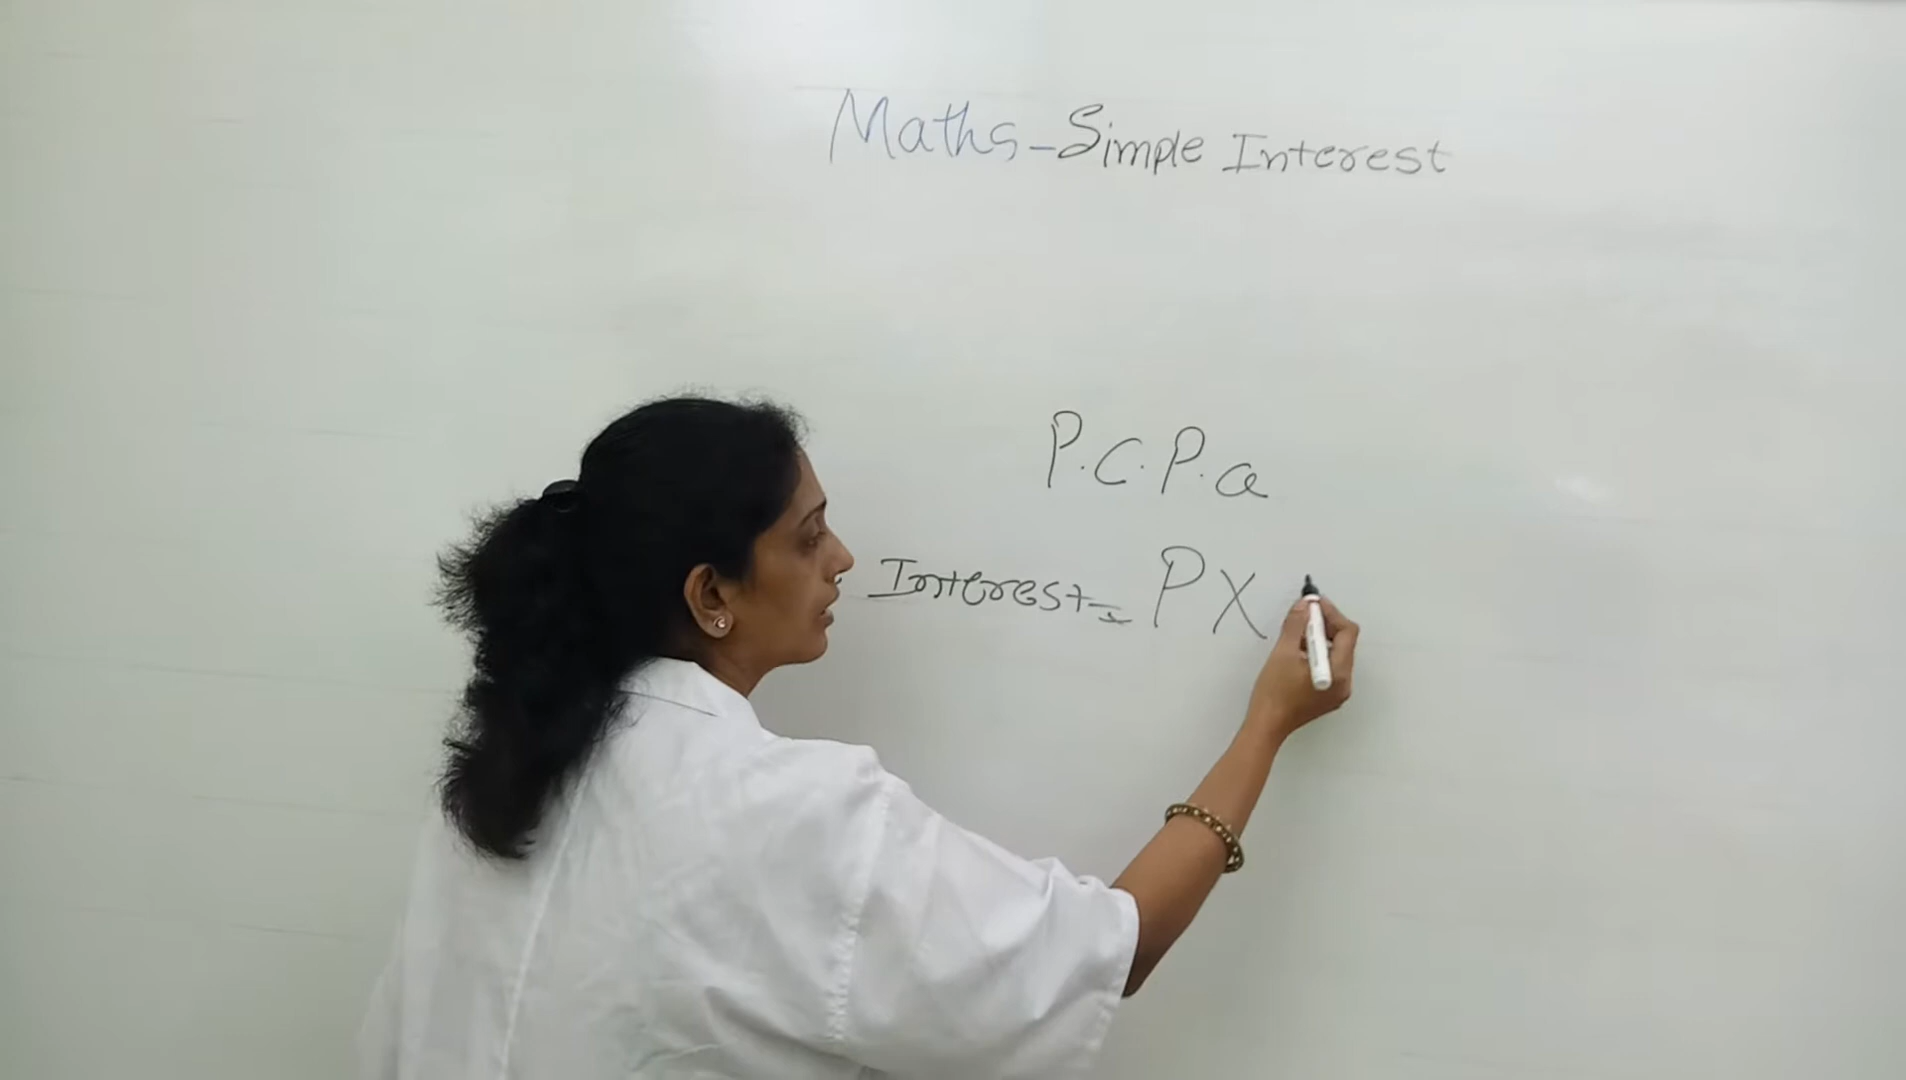 Maths-Simple Interest
P.C.P.a
Interest = P X